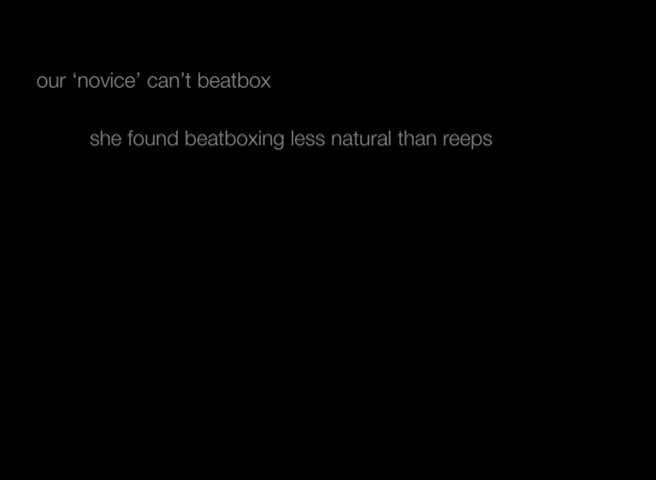 our ‘novice’ can’t beatbox
she found beatboxing less natural than reeps